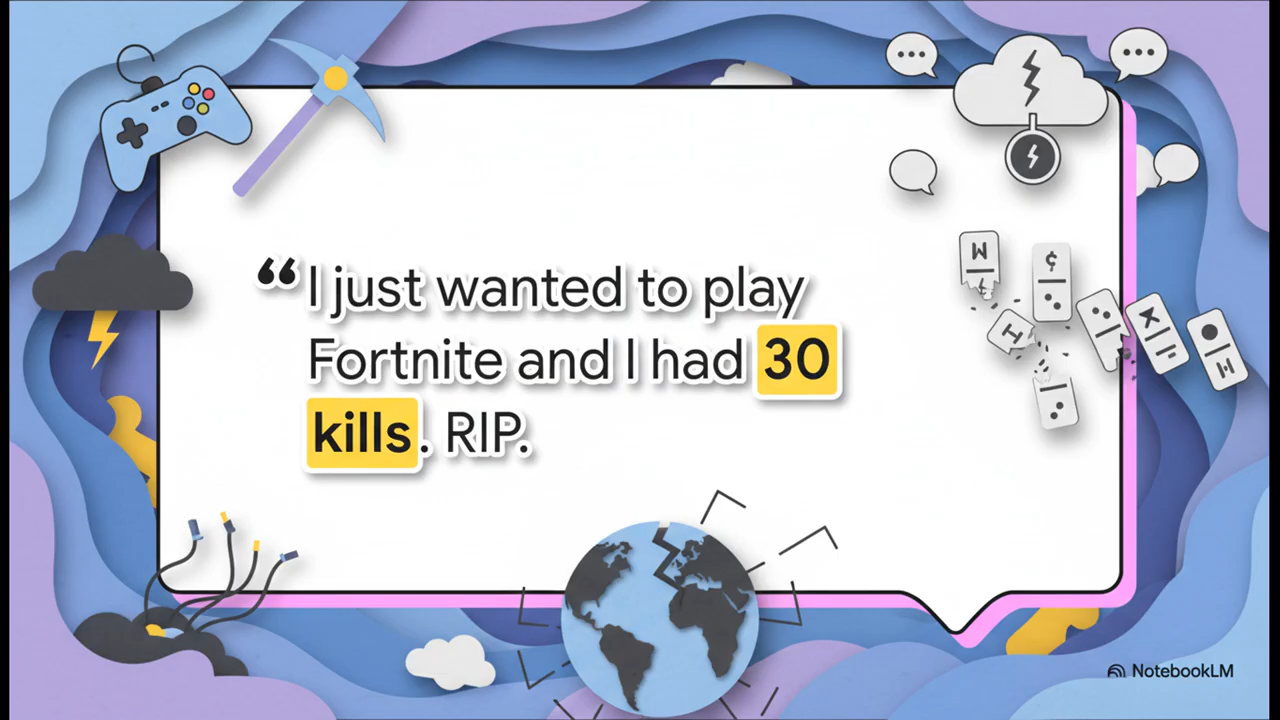 “I just wanted to play
Fortnite and I had 30
kills. RIP.
NotebookLM